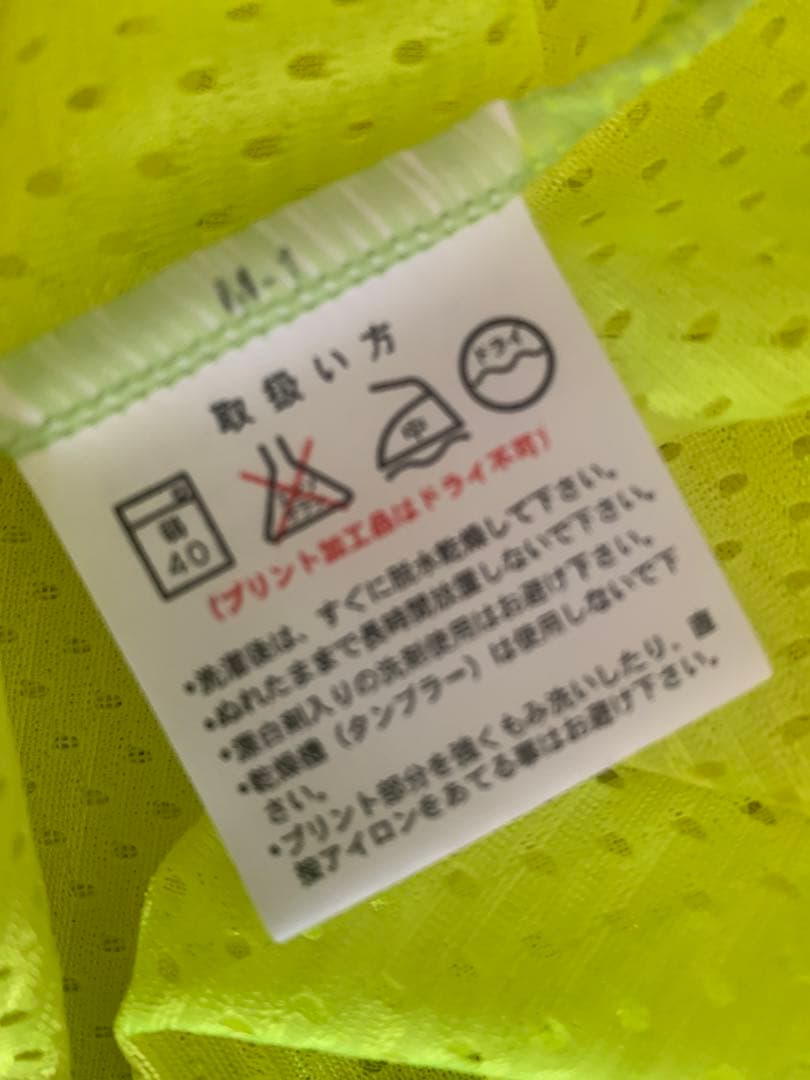 取扱い方
ドライ
中
弱
40
(プリント加工品はドライ不可)
・洗濯後は、すぐに脱水乾燥して下さい。
・ぬれたままで長時間放置しないで下さい。
・漂白剤入りの洗剤使用はお避け下さい。
・乾燥機(タンブラー)は使用しないで下
さい。
・プリント部分を強くもみ洗いしたり、直
接アイロンをあてる事はお避け下さい。